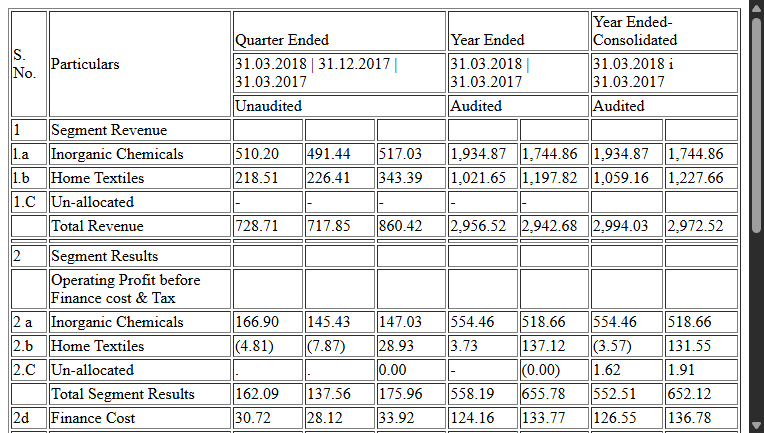 S. No. Particulars Quarter Ended Year Ended Year Ended-Consolidated
31.03.2018 | 31.12.2017 | 31.03.2017 31.03.2018 | 31.03.2017 31.03.2018 i 31.03.2017
Unaudited Audited Audited
1 Segment Revenue
1.a Inorganic Chemicals 510.20 491.44 517.03 1,934.87 1,744.86 1,934.87 1,744.86
1.b Home Textiles 218.51 226.41 343.39 1,021.65 1,197.82 1,059.16 1,227.66
1.C Un-allocated - - - - -
Total Revenue 728.71 717.85 860.42 2,956.52 2,942.68 2,994.03 2,972.52
2 Segment Results
Operating Profit before Finance cost & Tax
2 a Inorganic Chemicals 166.90 145.43 147.03 554.46 518.66 554.46 518.66
2.b Home Textiles (4.81) (7.87) 28.93 3.73 137.12 (3.57) 131.55
2.C Un-allocated . . 0.00 - (0.00) 1.62 1.91
Total Segment Results 162.09 137.56 175.96 558.19 655.78 552.51 652.12
2d Finance Cost 30.72 28.12 33.92 124.16 133.77 126.55 136.78